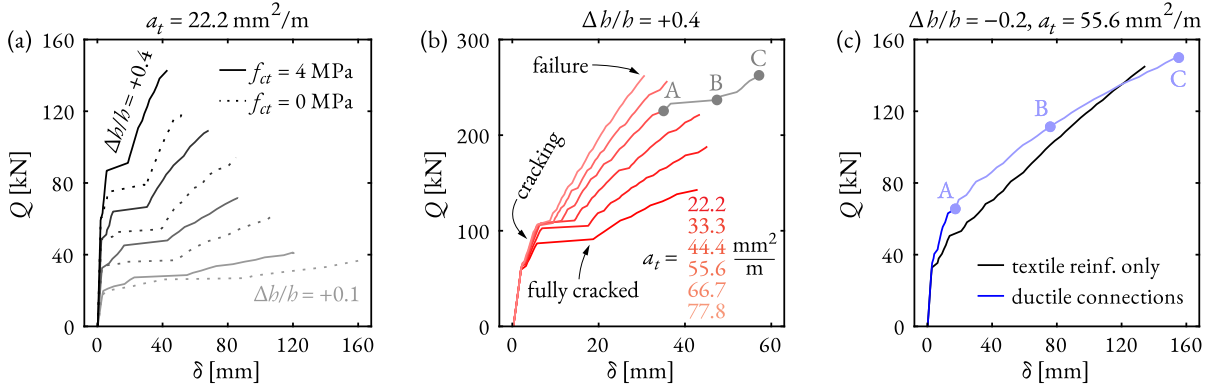 (a)
a_t = 22.2 mm²/m
160
120
80
40
0
Q [kN]
Δh/h = +0.4
f_ct = 4 MPa
f_ct = 0 MPa
Δh/h = +0.1
0 40 80 120 160
δ [mm]
(b)
Δh/h = +0.4
300
200
100
0
Q [kN]
failure
A
B
C
cracking
fully cracked
a_t =
22.2
33.3
44.4
55.6
66.7
77.8
mm²
m
0 20 40 60
δ [mm]
(c)
Δh/h = −0.2, a_t = 55.6 mm²/m
160
120
80
40
0
Q [kN]
A
B
C
textile reinf. only
ductile connections
0 40 80 120 160
δ [mm]